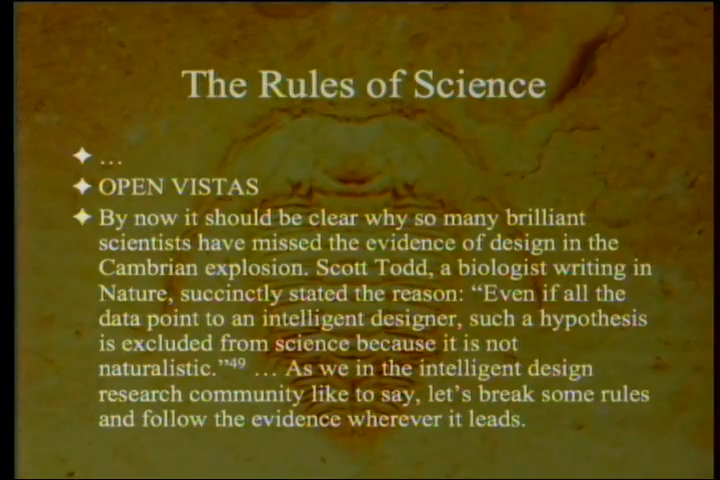 The Rules of Science
…
OPEN VISTAS
By now it should be clear why so many brilliant
scientists have missed the evidence of design in the
Cambrian explosion. Scott Todd, a biologist writing in
Nature, succinctly stated the reason: “Even if all the
data point to an intelligent designer, such a hypothesis
is excluded from science because it is not
naturalistic.”⁴⁹ … As we in the intelligent design
research community like to say, let’s break some rules
and follow the evidence wherever it leads.